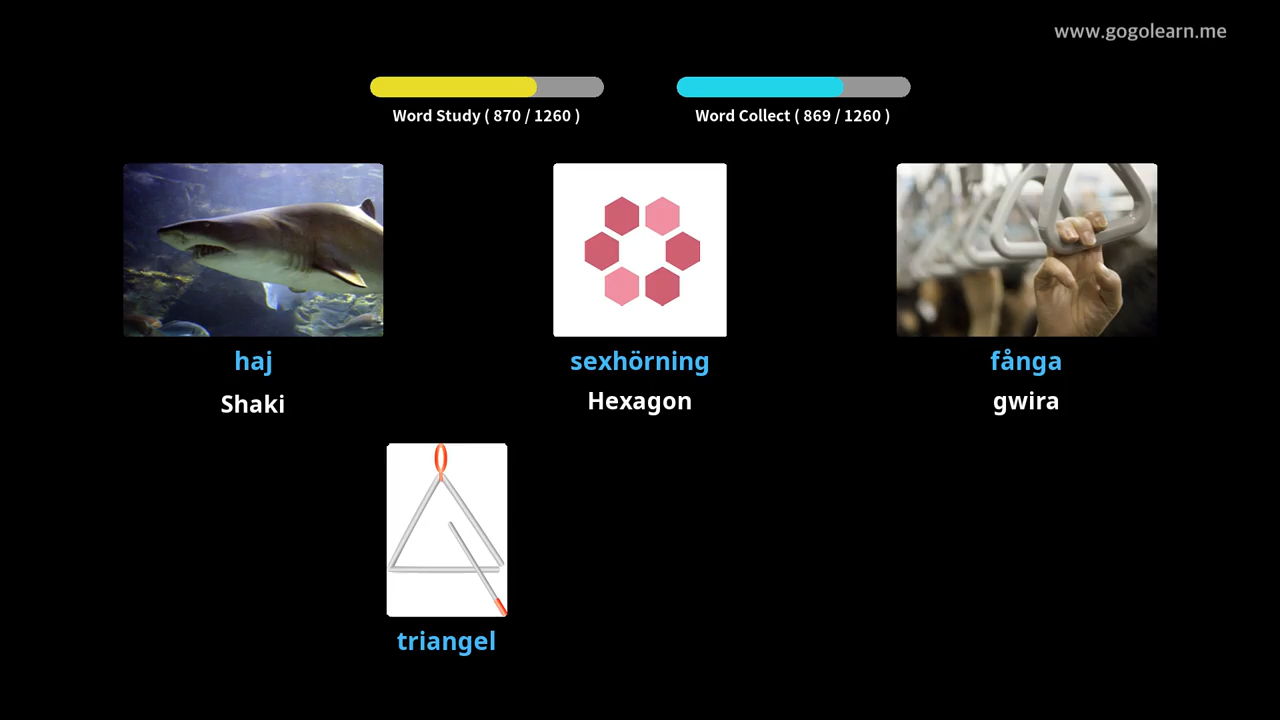 www.gogolearn.me
Word Study ( 870 / 1260 )
Word Collect ( 869 / 1260 )
haj
sexhörning
fånga
Shaki
Hexagon
gwira
triangel